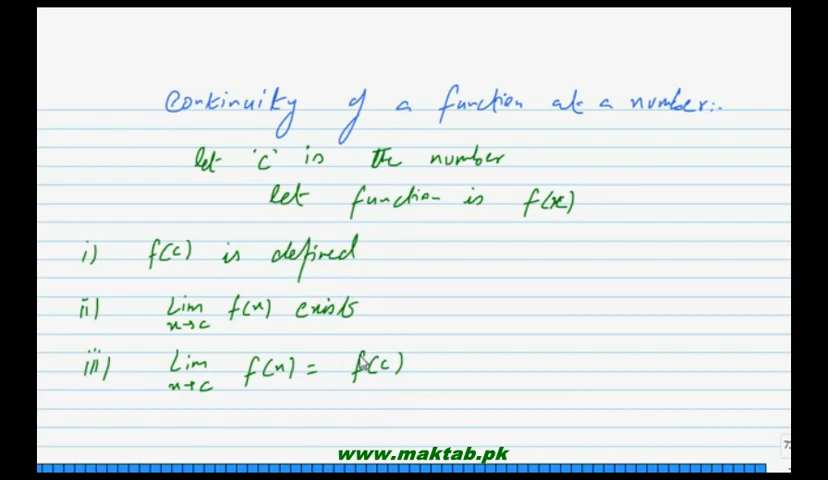 Continuity of a function at a number:.
let 'c' is the number
let function is f(x)
i) f(c) is defined
ii) Lim x→c f(x) exists
iii) Lim x→c f(x) = f(c)
www.maktab.pk